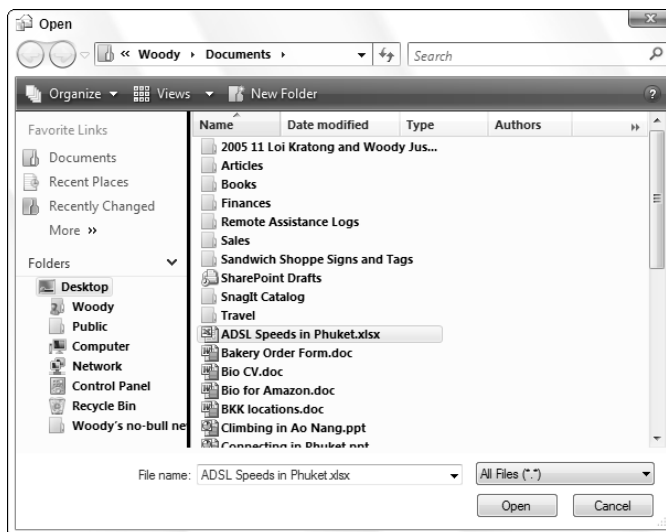 Open
« Woody › Documents ›
Search
Organize Views New Folder
Favorite Links
Documents
Recent Places
Recently Changed
More »
Folders
Desktop
Woody
Public
Computer
Network
Control Panel
Recycle Bin
Woody's no-bull ne
Name Date modified Type Authors »
2005 11 Loi Kratong and Woody Jus...
Articles
Books
Finances
Remote Assistance Logs
Sales
Sandwich Shoppe Signs and Tags
SharePoint Drafts
SnagIt Catalog
Travel
ADSL Speeds in Phuket.xlsx
Bakery Order Form.doc
Bio CV.doc
Bio for Amazon.doc
BKK locations.doc
Climbing in Ao Nang.ppt
Connecting in Phuket.ppt
File name: ADSL Speeds in Phuket.xlsx All Files (*.*)
Open Cancel